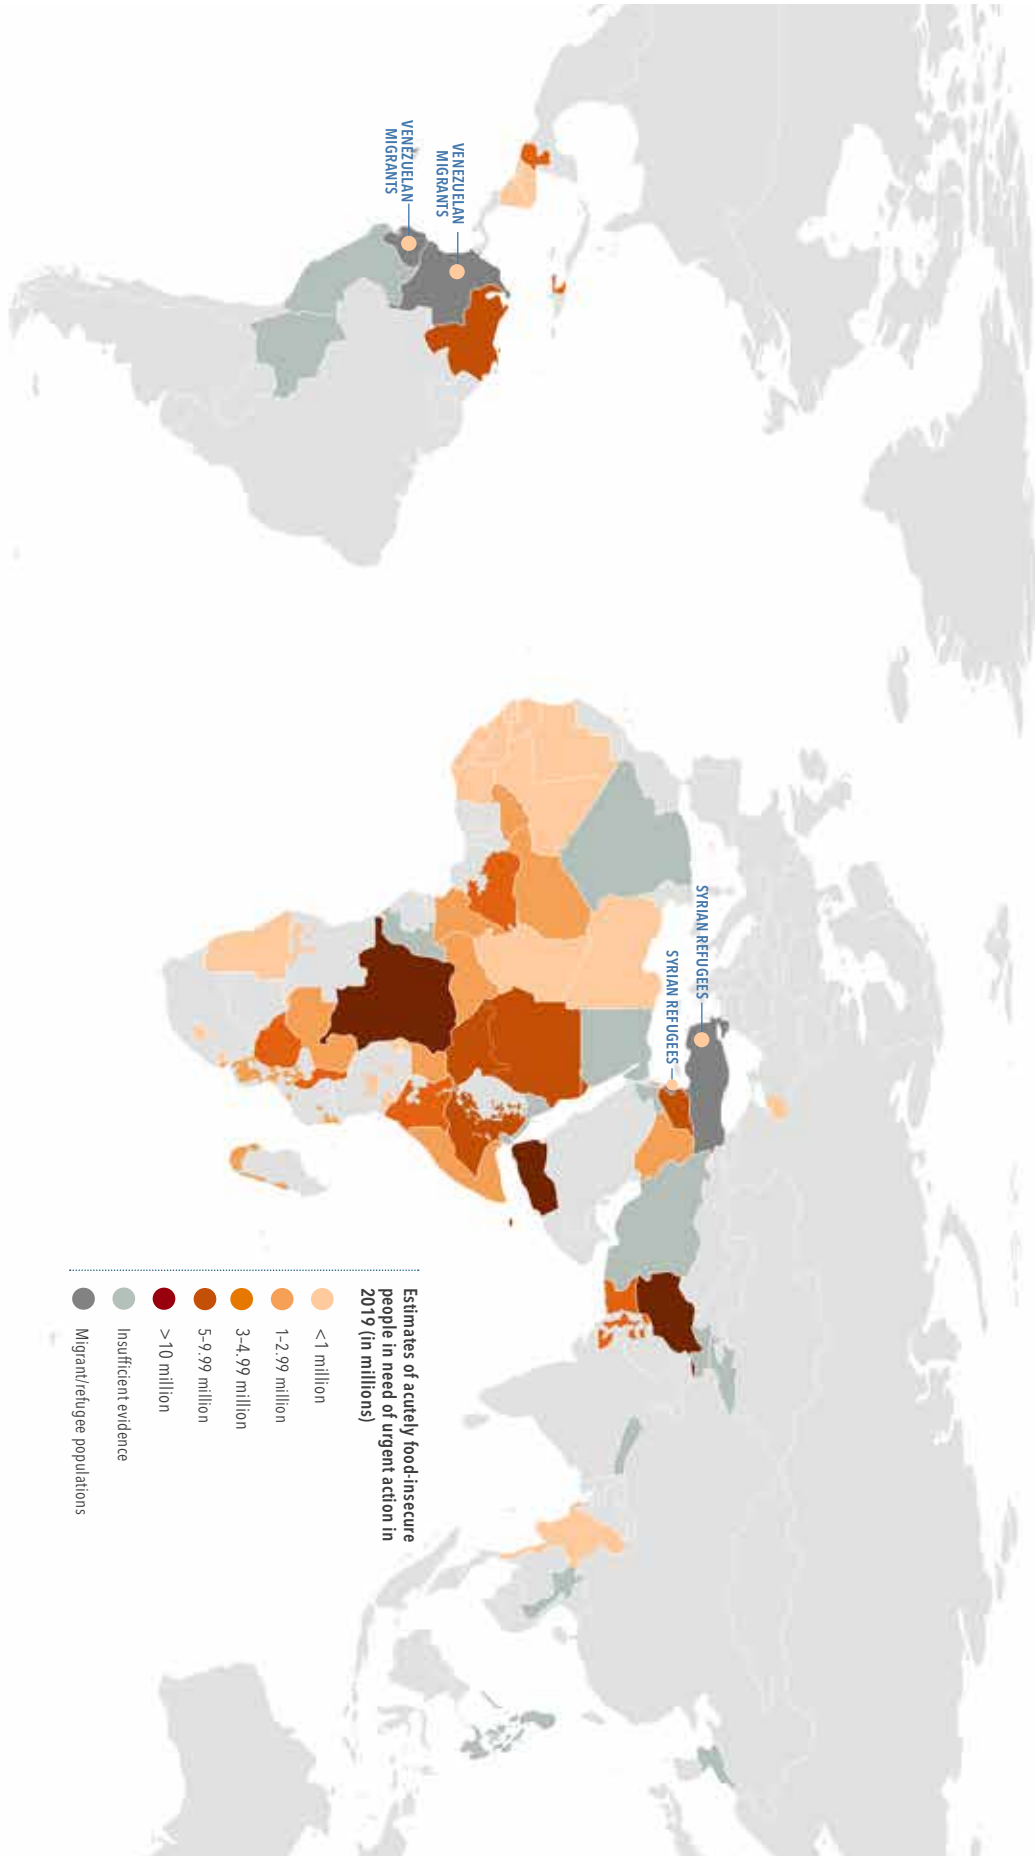 VENEZUELAN
MIGRANTS
VENEZUELAN
MIGRANTS
SYRIAN REFUGEES
SYRIAN REFUGEES
Estimates of acutely food-insecure
people in need of urgent action in
2019 (in millions)
<1 million
1–2.99 million
3–4.99 million
5–9.99 million
>10 million
Insufficient evidence
Migrant/refugee populations